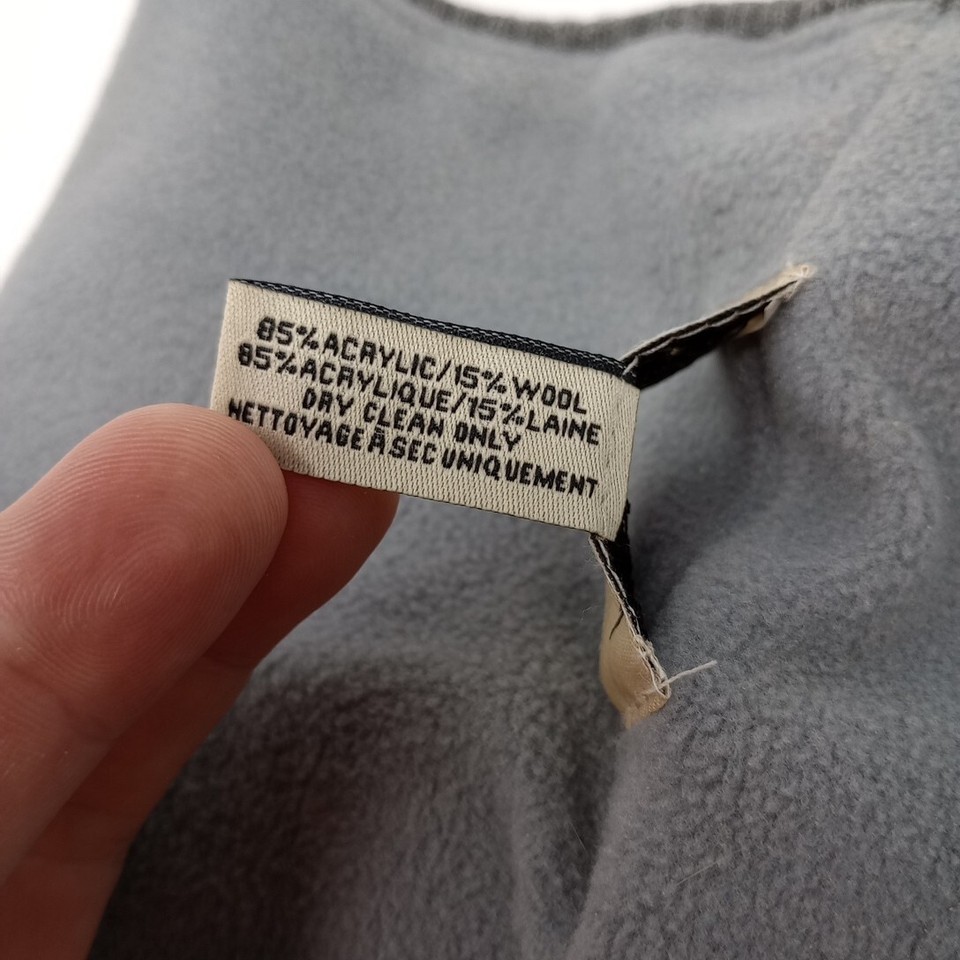 85% ACRYLIC/15% WOOL
85% ACRYLIQUE/15% LAINE
DRY CLEAN ONLY
NETTOYAGE À SEC UNIQUEMENT